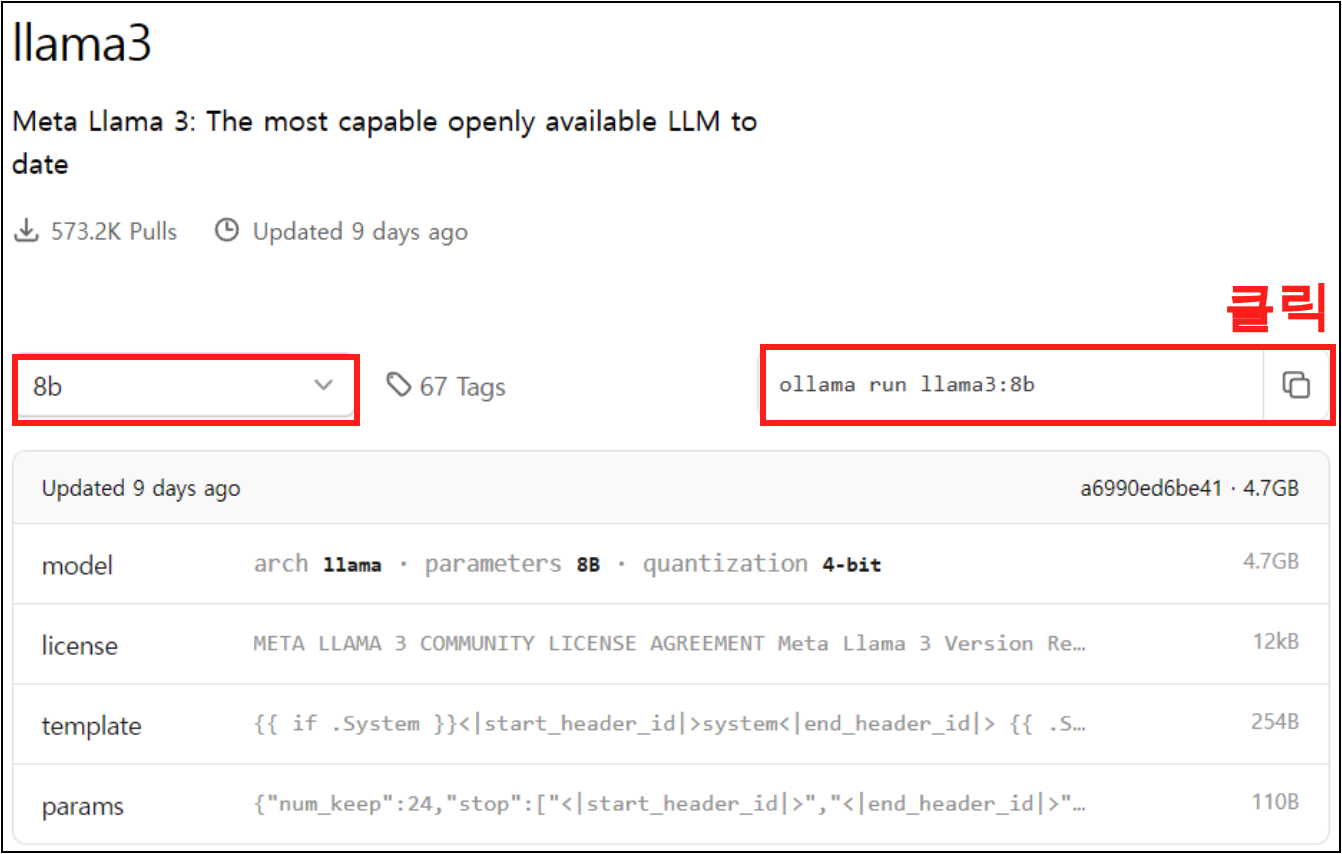 llama3
Meta Llama 3: The most capable openly available LLM to
date
573.2K Pulls Updated 9 days ago
클릭
8b 67 Tags ollama run llama3:8b
Updated 9 days ago a6990ed6be41 · 4.7GB
model arch llama · parameters 8B · quantization 4-bit 4.7GB
license META LLAMA 3 COMMUNITY LICENSE AGREEMENT Meta Llama 3 Version Re… 12kB
template {{ if .System }}<|start_header_id|>system<|end_header_id|> {{ .S… 254B
params {"num_keep":24,"stop":["<|start_header_id|>","<|end_header_id|>"… 110B